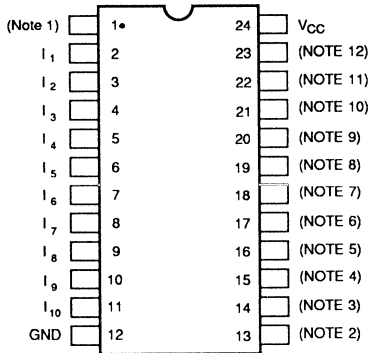 (Note 1) 1 24 VCC
I1 2 23 (NOTE 12)
I2 3 22 (NOTE 11)
I3 4 21 (NOTE 10)
I4 5 20 (NOTE 9)
I5 6 19 (NOTE 8)
I6 7 18 (NOTE 7)
I7 8 17 (NOTE 6)
I8 9 16 (NOTE 5)
I9 10 15 (NOTE 4)
I10 11 14 (NOTE 3)
GND 12 13 (NOTE 2)